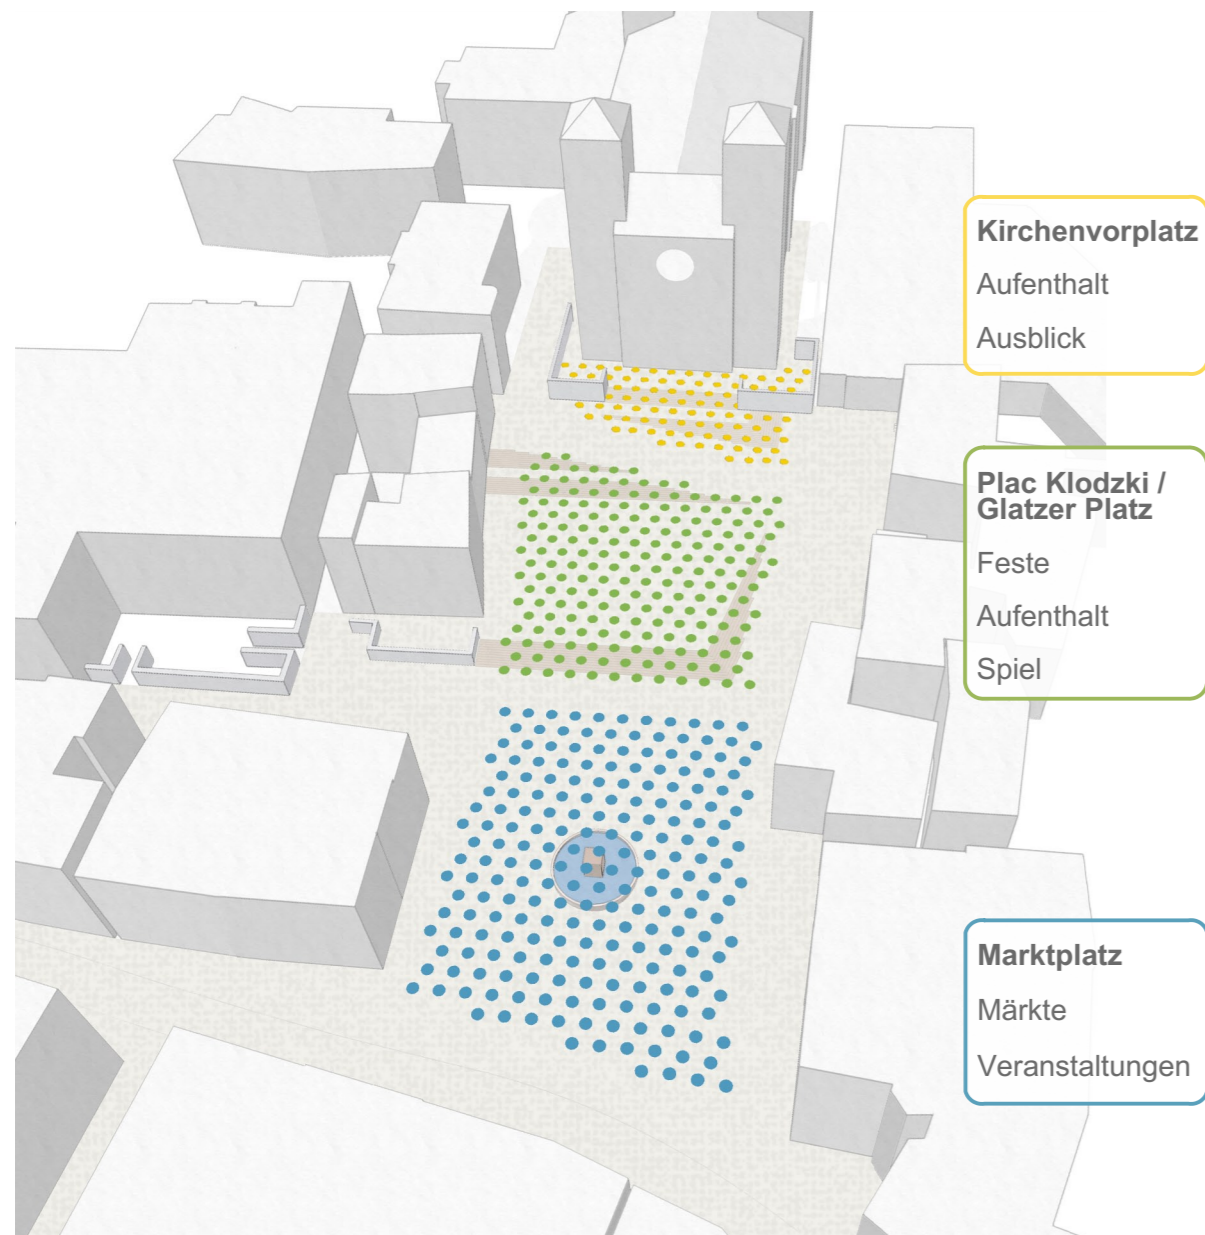 Kirchenvorplatz
Aufenthalt
Ausblick
Plac Klodzki /
Glatzer Platz
Feste
Aufenthalt
Spiel
Marktplatz
Märkte
Veranstaltungen